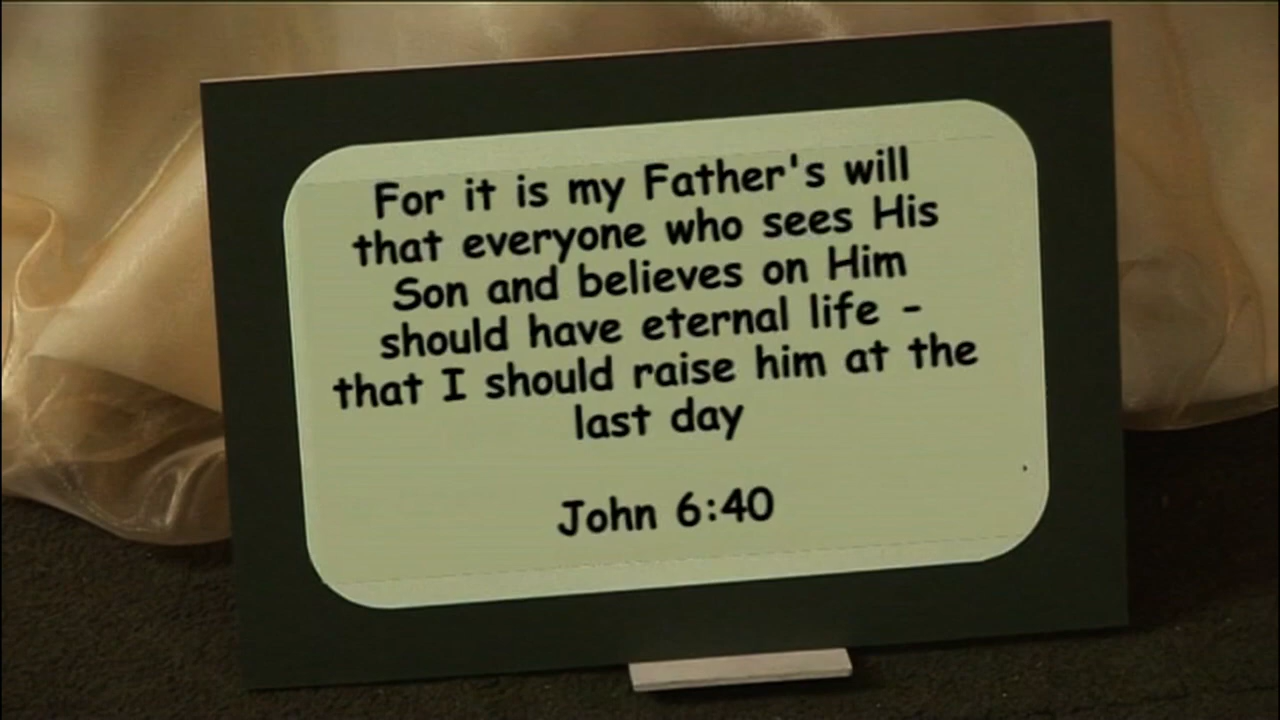 For it is my Father's will
that everyone who sees His
Son and believes on Him
should have eternal life -
that I should raise him at the
last day
John 6:40